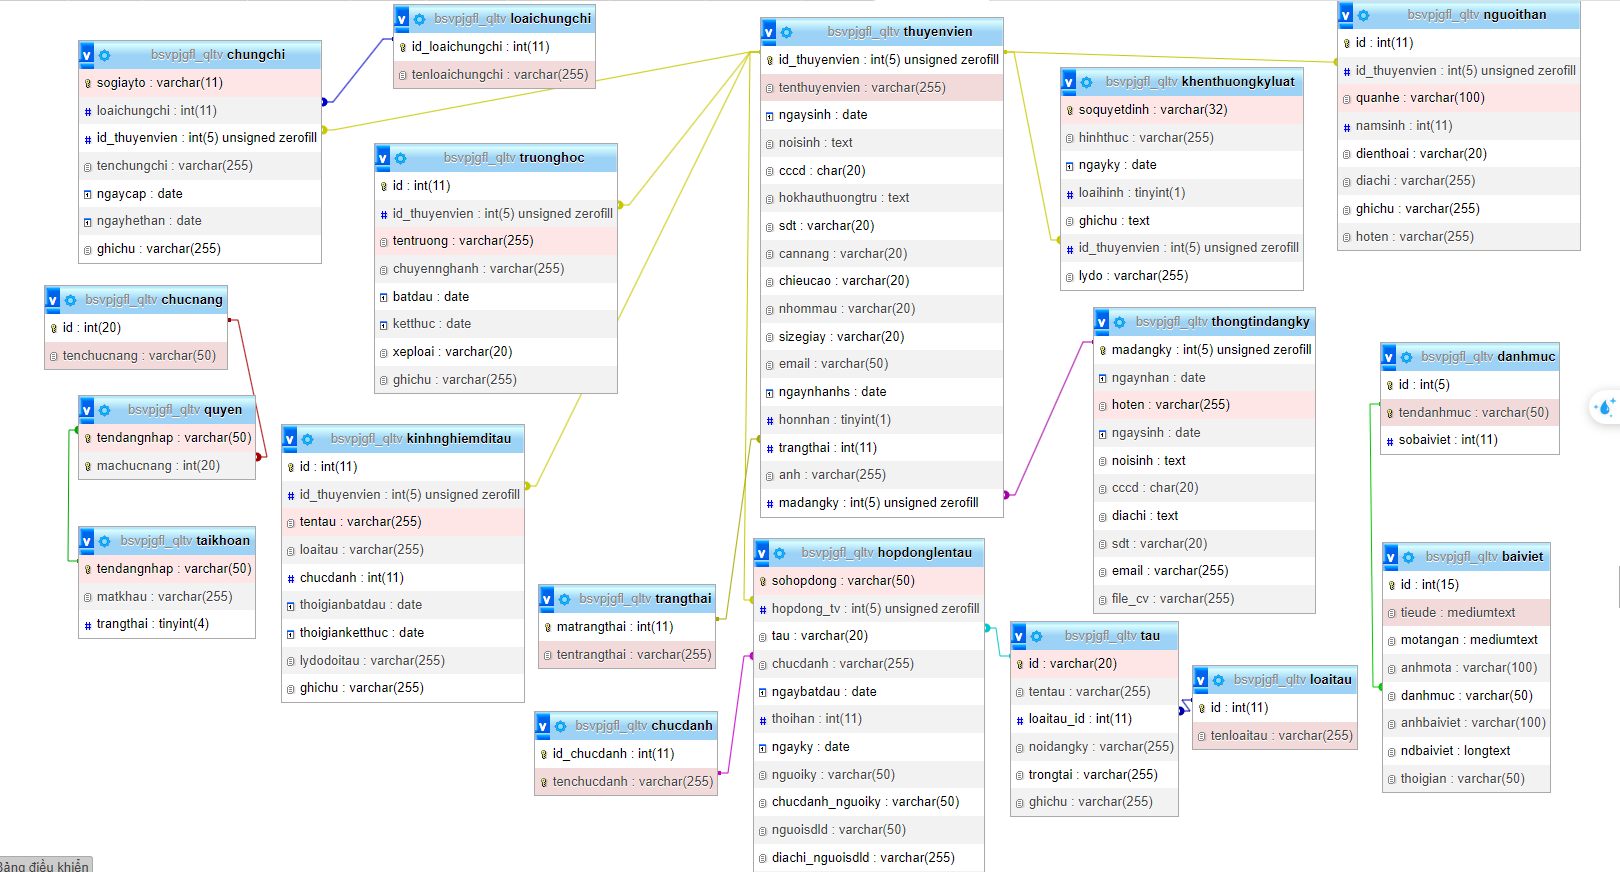 bsvpjgfl_qltv loaichungchi
id_loaichungchi : int(11)
tenloaichungchi : varchar(255)
bsvpjgfl_qltv chungchi
sogiayto : varchar(11)
loaichungchi : int(11)
id_thuyenvien : int(5) unsigned zerofill
tenchungchi : varchar(255)
ngaycap : date
ngayhethan : date
ghichu : varchar(255)
bsvpjgfl_qltv truonghoc
id : int(11)
id_thuyenvien : int(5) unsigned zerofill
tentruong : varchar(255)
chuyennghanh : varchar(255)
batdau : date
ketthuc : date
xeploai : varchar(20)
ghichu : varchar(255)
bsvpjgfl_qltv thuyenvien
id_thuyenvien : int(5) unsigned zerofill
tenthuyenvien : varchar(255)
ngaysinh : date
noisinh : text
cccd : char(20)
hokhauthuongtru : text
sdt : varchar(20)
cannang : varchar(20)
chieucao : varchar(20)
nhommau : varchar(20)
sizegiay : varchar(20)
email : varchar(50)
ngaynhanhs : date
honnhan : tinyint(1)
trangthai : int(11)
anh : varchar(255)
madangky : int(5) unsigned zerofill
bsvpjgfl_qltv khenthuongkyluat
soquyetdinh : varchar(32)
hinhthuc : varchar(255)
ngayky : date
loaihinh : tinyint(1)
ghichu : text
id_thuyenvien : int(5) unsigned zerofill
lydo : varchar(255)
bsvpjgfl_qltv nguoithan
id : int(11)
id_thuyenvien : int(5) unsigned zerofill
quanhe : varchar(100)
namsinh : int(11)
dienthoai : varchar(20)
diachi : varchar(255)
ghichu : varchar(255)
hoten : varchar(255)
bsvpjgfl_qltv chucnang
id : int(20)
tenchucnang : varchar(50)
bsvpjgfl_qltv quyen
tendangnhap : varchar(50)
machucnang : int(20)
bsvpjgfl_qltv taikhoan
tendangnhap : varchar(50)
matkhau : varchar(255)
trangthai : tinyint(4)
bsvpjgfl_qltv kinhnghiemditau
id : int(11)
id_thuyenvien : int(5) unsigned zerofill
tentau : varchar(255)
loaitau : varchar(255)
chucdanh : int(11)
thoigianbatdau : date
thoigianketthuc : date
lydodoitau : varchar(255)
ghichu : varchar(255)
bsvpjgfl_qltv thongtindangky
madangky : int(5) unsigned zerofill
ngaynhan : date
hoten : varchar(255)
ngaysinh : date
noisinh : text
cccd : char(20)
diachi : text
sdt : varchar(20)
email : varchar(255)
file_cv : varchar(255)
bsvpjgfl_qltv danhmuc
id : int(5)
tendanhmuc : varchar(50)
sobaiviet : int(11)
bsvpjgfl_qltv trangthai
matrangthai : int(11)
tentrangthai : varchar(255)
bsvpjgfl_qltv chucdanh
id_chucdanh : int(11)
tenchucdanh : varchar(255)
bsvpjgfl_qltv hopdonglentau
sohopdong : varchar(50)
hopdong_tv : int(5) unsigned zerofill
tau : varchar(20)
chucdanh : varchar(255)
ngaybatdau : date
thoihan : int(11)
ngayky : date
nguoiky : varchar(50)
chucdanh_nguoiky : varchar(50)
nguoisdld : varchar(50)
diachi_nguoisdld : varchar(255)
bsvpjgfl_qltv tau
id : varchar(20)
tentau : varchar(255)
loaitau_id : int(11)
noidangky : varchar(255)
trongtai : varchar(255)
ghichu : varchar(255)
bsvpjgfl_qltv loaitau
id : int(11)
tenloaitau : varchar(255)
bsvpjgfl_qltv baiviet
id : int(15)
tieude : mediumtext
motangan : mediumtext
anhmota : varchar(100)
danhmuc : varchar(50)
anhbaiviet : varchar(100)
ndbaiviet : longtext
thoigian : varchar(50)
Bảng điều khiển